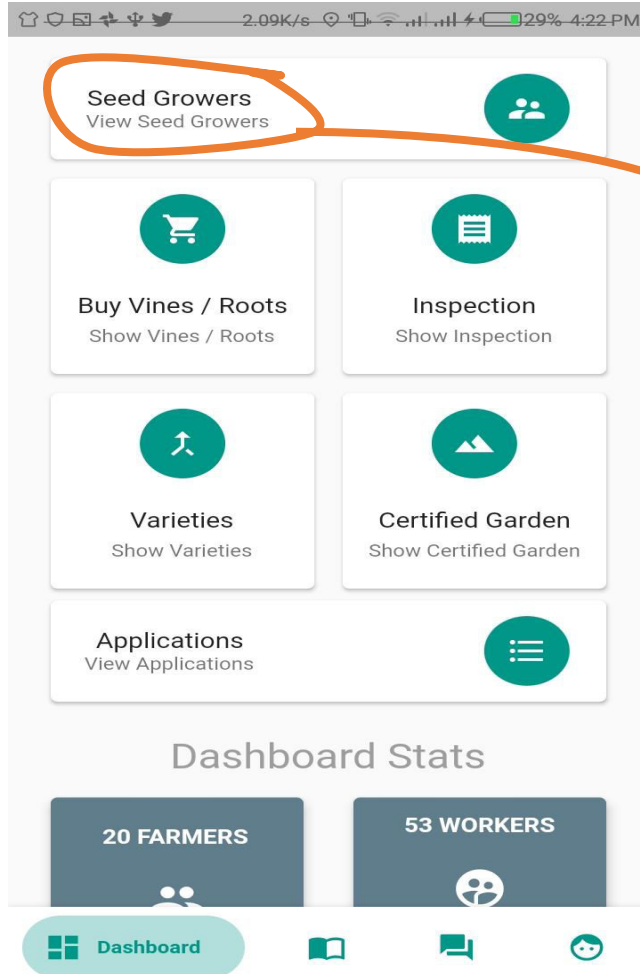 2.09K/s 29% 4:22 PM
Seed Growers
View Seed Growers
Buy Vines / Roots
Show Vines / Roots
Inspection
Show Inspection
Varieties
Show Varieties
Certified Garden
Show Certified Garden
Applications
View Applications
Dashboard Stats
20 FARMERS
53 WORKERS
Dashboard